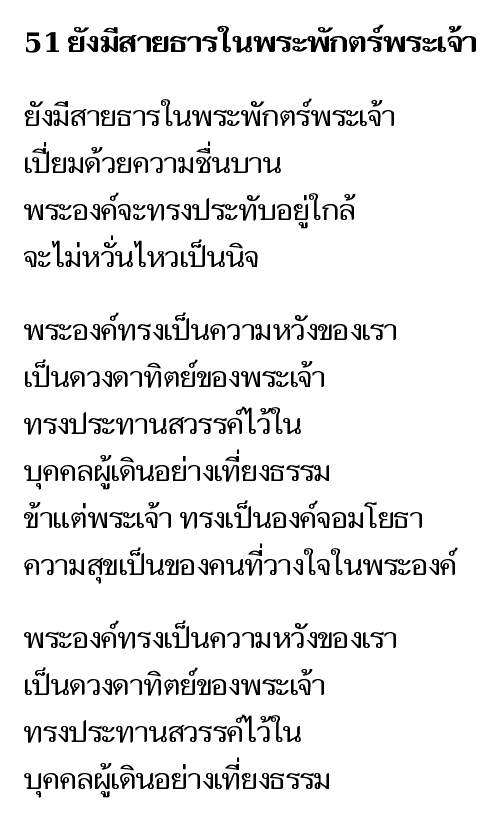 51 ยังมีสายธารในพระพักตร์พระเจ้า
ยังมีสายธารในพระพักตร์พระเจ้า
เปี่ยมด้วยความชื่นบาน
พระองค์จะทรงประทับอยู่ใกล้
จะไม่หวั่นไหวเป็นนิจ
พระองค์ทรงเป็นความหวังของเรา
เป็นดวงดาทิตย์ของพระเจ้า
ทรงประทานสวรรค์ไว้ใน
บุคคลผู้เดินอย่างเที่ยงธรรม
ข้าแต่พระเจ้า ทรงเป็นองค์จอมโยธา
ความสุขเป็นของคนที่วางใจในพระองค์
พระองค์ทรงเป็นความหวังของเรา
เป็นดวงดาทิตย์ของพระเจ้า
ทรงประทานสวรรค์ไว้ใน
บุคคลผู้เดินอย่างเที่ยงธรรม